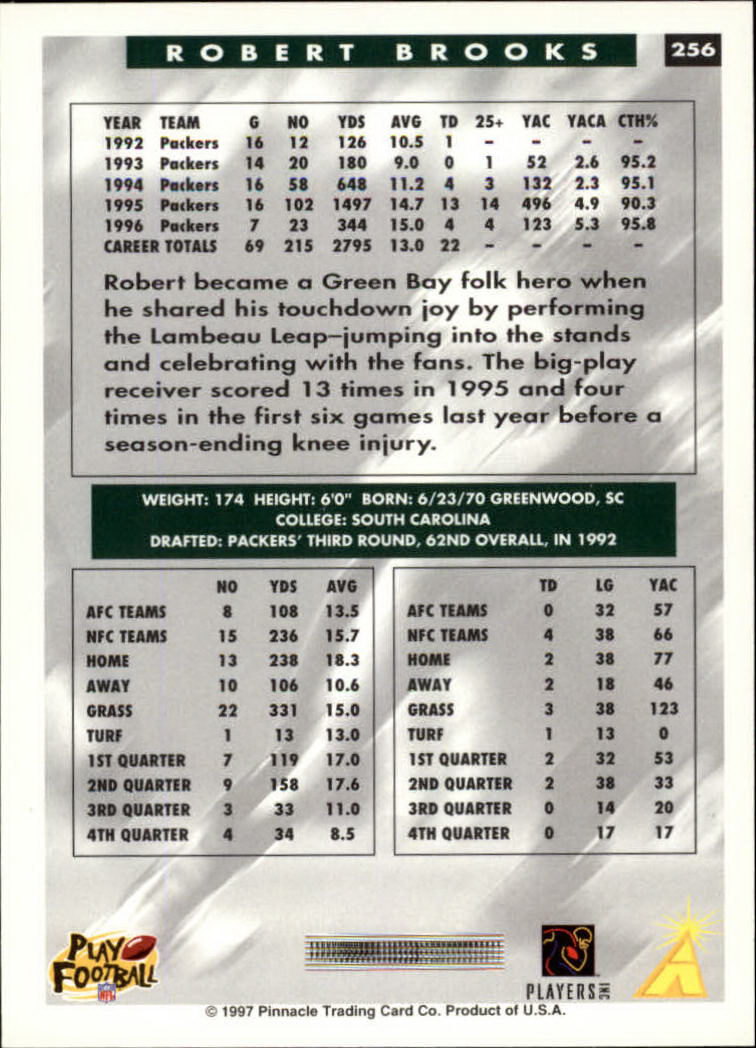 ROBERT BROOKS 256
YEAR TEAM G NO YDS AVG TD 25+ YAC YACA CTH%
1992 Packers 16 12 126 10.5 1 – – – –
1993 Packers 14 20 180 9.0 0 1 52 2.6 95.2
1994 Packers 16 58 648 11.2 4 3 132 2.3 95.1
1995 Packers 16 102 1497 14.7 13 14 496 4.9 90.3
1996 Packers 7 23 344 15.0 4 4 123 5.3 95.8
CAREER TOTALS 69 215 2795 13.0 22 – – – –
Robert became a Green Bay folk hero when
he shared his touchdown joy by performing
the Lambeau Leap–jumping into the stands
and celebrating with the fans. The big-play
receiver scored 13 times in 1995 and four
times in the first six games last year before a
season-ending knee injury.
WEIGHT: 174 HEIGHT: 6'0" BORN: 6/23/70 GREENWOOD, SC
COLLEGE: SOUTH CAROLINA
DRAFTED: PACKERS' THIRD ROUND, 62ND OVERALL, IN 1992
NO YDS AVG
AFC TEAMS 8 108 13.5
NFC TEAMS 15 236 15.7
HOME 13 238 18.3
AWAY 10 106 10.6
GRASS 22 331 15.0
TURF 1 13 13.0
1ST QUARTER 7 119 17.0
2ND QUARTER 9 158 17.6
3RD QUARTER 3 33 11.0
4TH QUARTER 4 34 8.5
TD LG YAC
AFC TEAMS 0 32 57
NFC TEAMS 4 38 66
HOME 2 38 77
AWAY 2 18 46
GRASS 3 38 123
TURF 1 13 0
1ST QUARTER 2 32 53
2ND QUARTER 2 38 33
3RD QUARTER 0 14 20
4TH QUARTER 0 17 17
PLAY
FOOTBALL
NFL
PLAYERS INC
© 1997 Pinnacle Trading Card Co. Product of U.S.A.